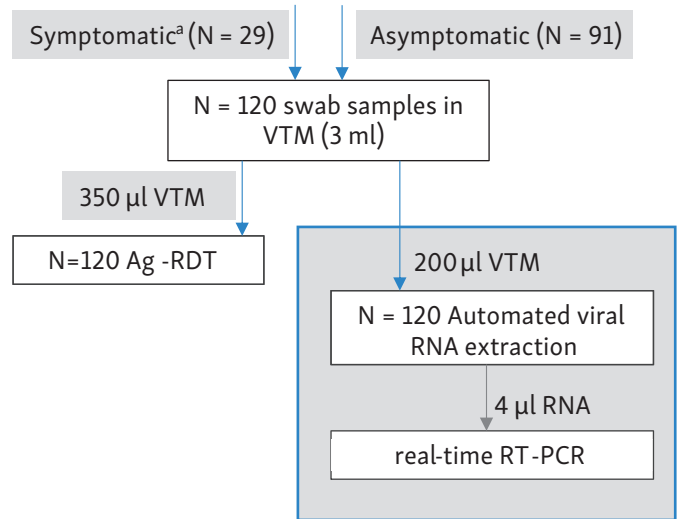 Symptomaticᵃ (N = 29)
Asymptomatic (N = 91)
N = 120 swab samples in
VTM (3 ml)
350 µl VTM
N=120 Ag -RDT
200 µl VTM
N = 120 Automated viral
RNA extraction
4 µl RNA
real-time RT-PCR